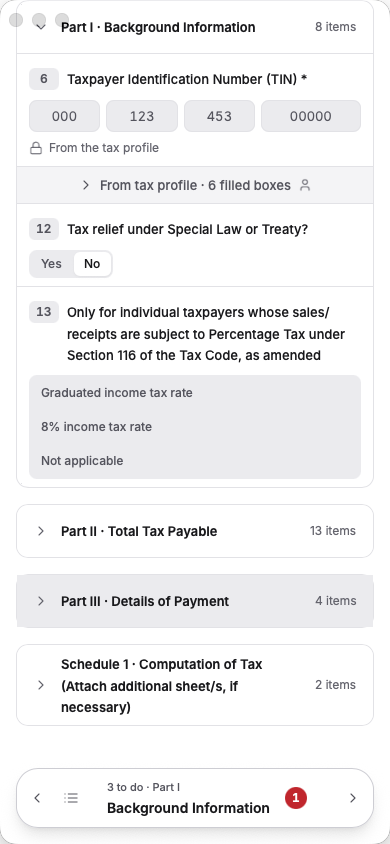 Part I · Background Information
8 items
6
Taxpayer Identification Number (TIN) *
000
123
453
00000
From the tax profile
From tax profile · 6 filled boxes
12
Tax relief under Special Law or Treaty?
Yes
No
13
Only for individual taxpayers whose sales/
receipts are subject to Percentage Tax under
Section 116 of the Tax Code, as amended
Graduated income tax rate
8% income tax rate
Not applicable
Part II · Total Tax Payable
13 items
Part III · Details of Payment
4 items
Schedule 1 · Computation of Tax
(Attach additional sheet/s, if
necessary)
2 items
3 to do · Part I
Background Information
1